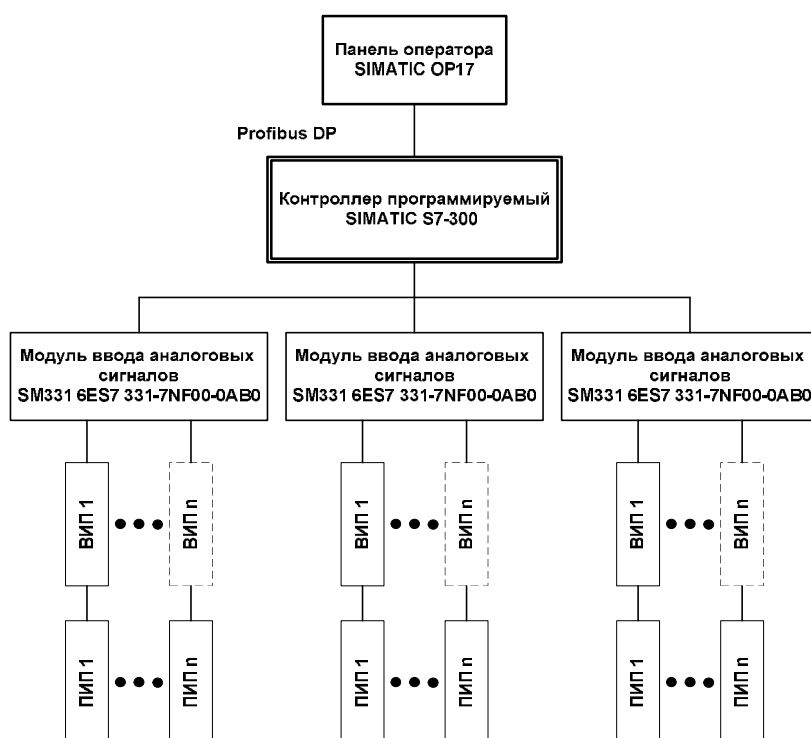 Панель оператора
SIMATIC OP17
Profibus DP
Контроллер программируемый
SIMATIC S7-300
Модуль ввода аналоговых
сигналов
SM331 6ES7 331-7NF00-0AB0
Модуль ввода аналоговых
сигналов
SM331 6ES7 331-7NF00-0AB0
Модуль ввода аналоговых
сигналов
SM331 6ES7 331-7NF00-0AB0
ВИП 1
ВИП n
ВИП 1
ВИП n
ВИП 1
ВИП n
ПИП 1
ПИП n
ПИП 1
ПИП n
ПИП 1
ПИП n